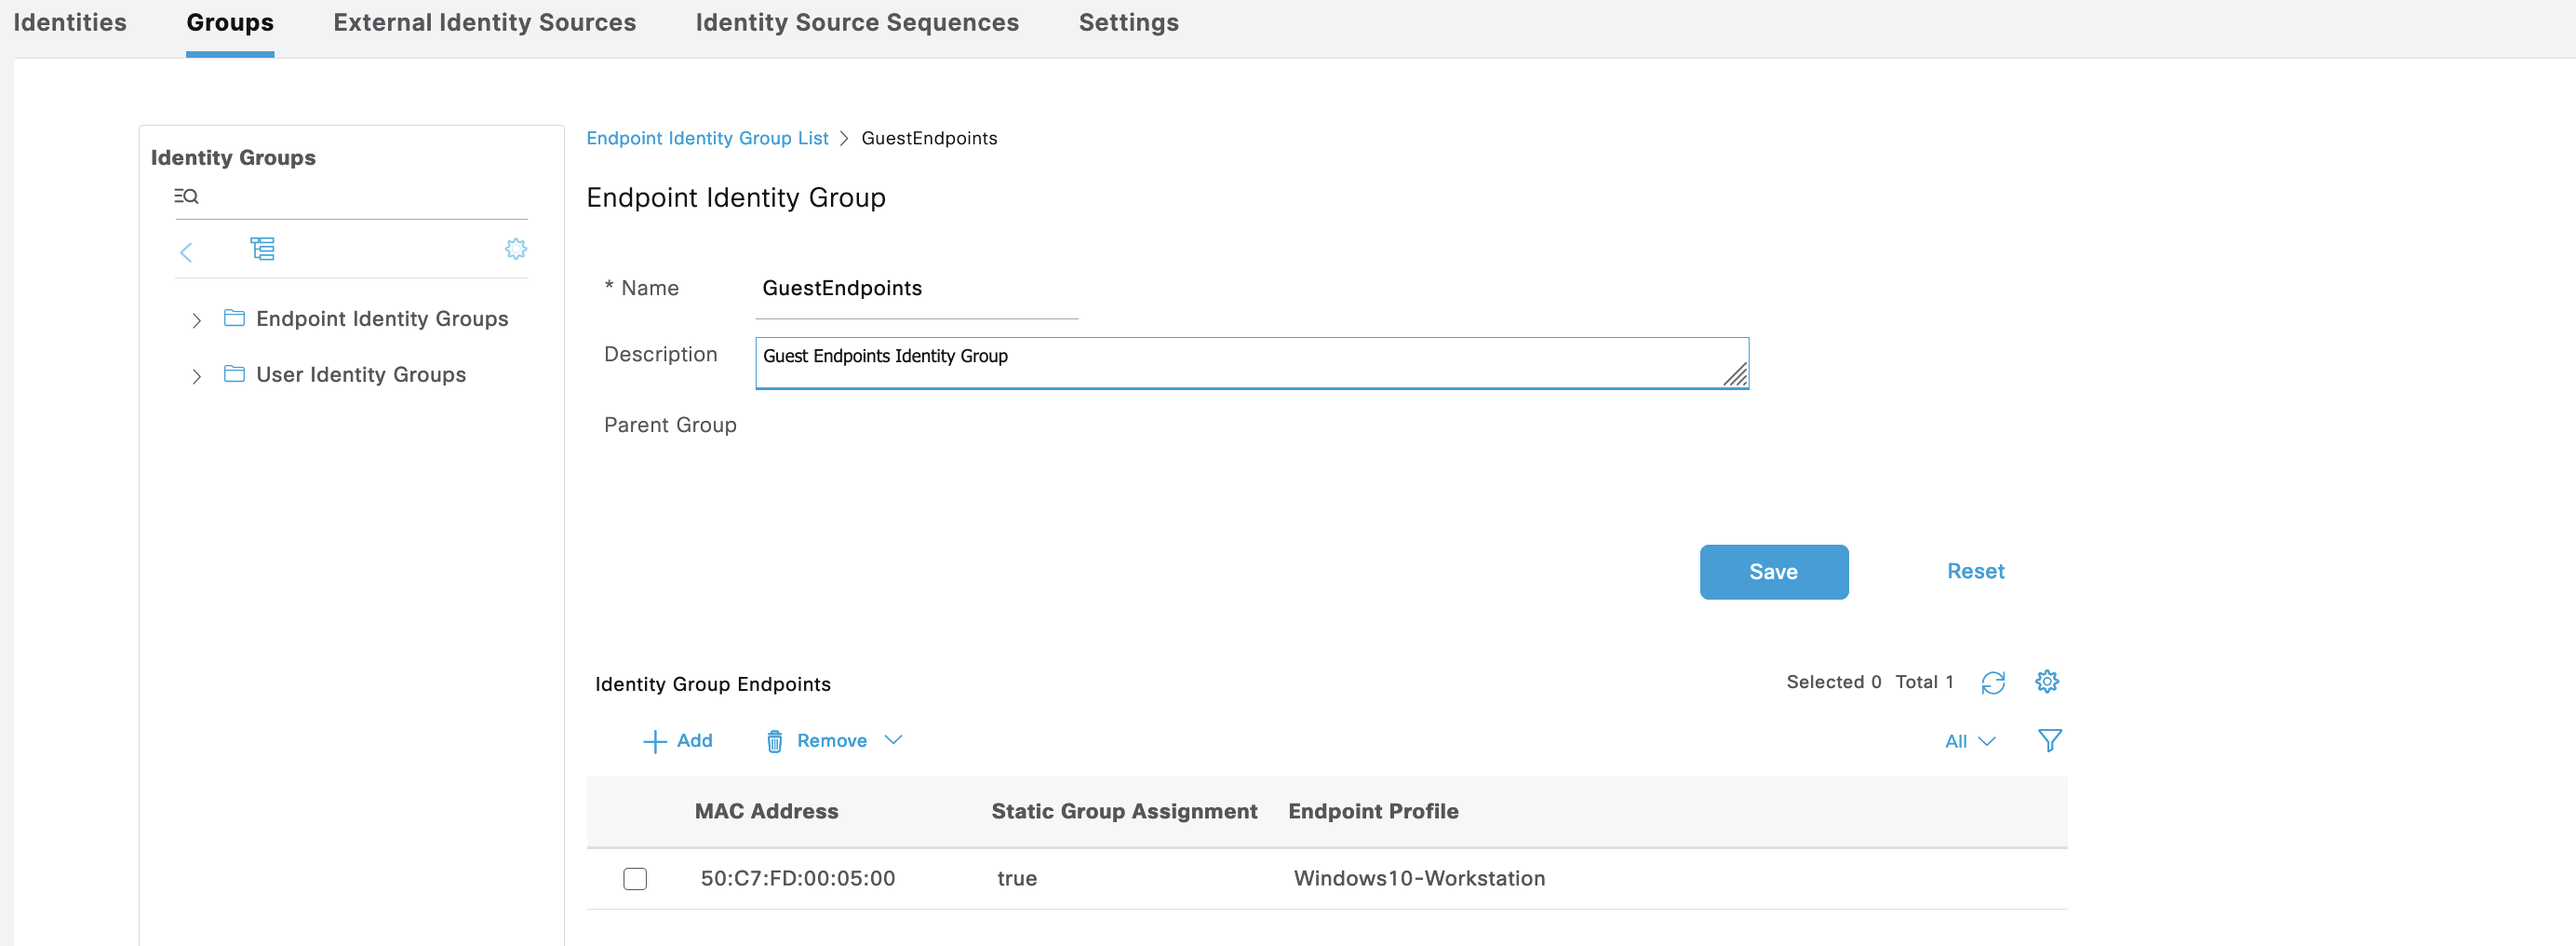 Identities Groups External Identity Sources Identity Source Sequences Settings
Identity Groups
Endpoint Identity Groups
User Identity Groups
Endpoint Identity Group List > GuestEndpoints
Endpoint Identity Group
* Name GuestEndpoints
Description Guest Endpoints Identity Group
Parent Group
Save Reset
Identity Group Endpoints Selected 0 Total 1
Add Remove All
MAC Address Static Group Assignment Endpoint Profile
50:C7:FD:00:05:00 true Windows10-Workstation